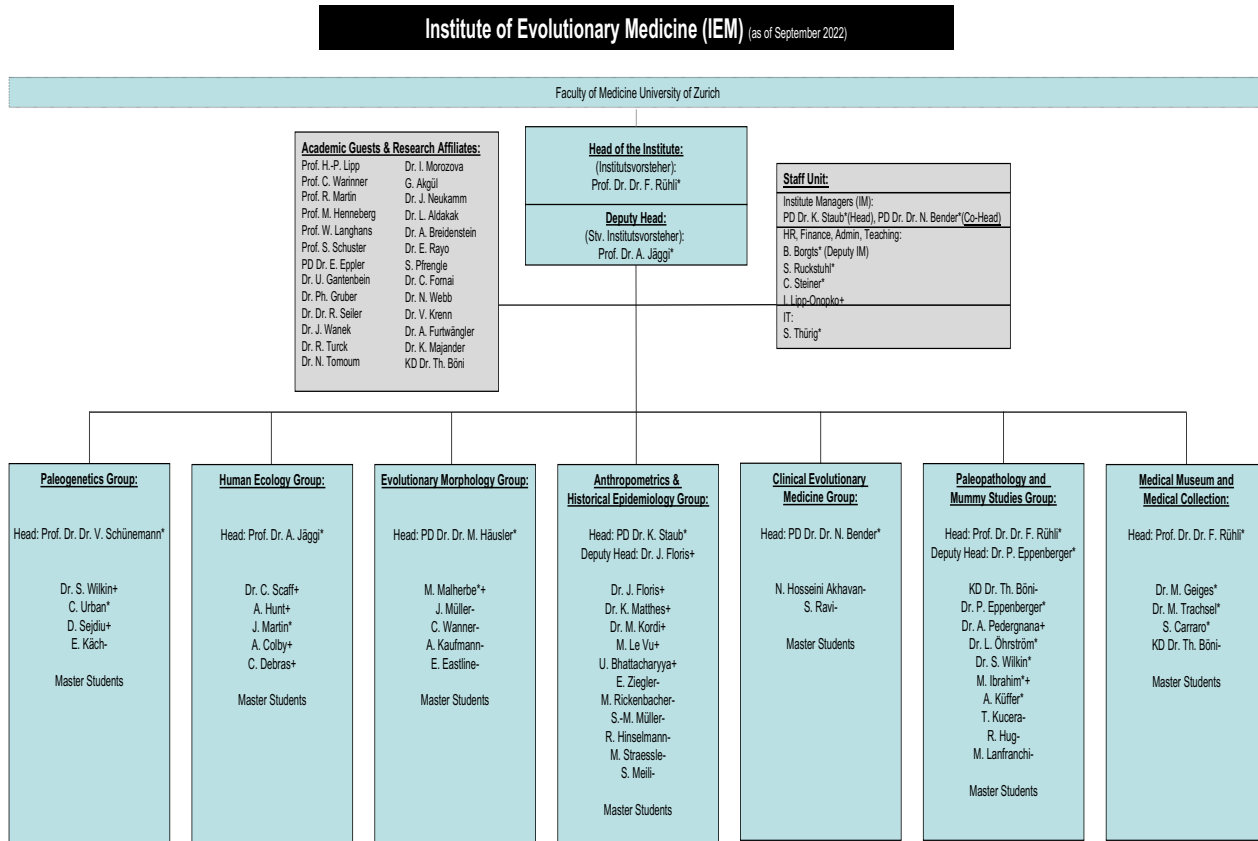 Institute of Evolutionary Medicine (IEM) (as of September 2022)
Faculty of Medicine University of Zurich
Academic Guests & Research Affiliates:
Prof. H.-P. Lipp
Prof. C. Warinner
Prof. R. Martin
Prof. M. Henneberg
Prof. W. Langhans
Prof. S. Schuster
PD Dr. E. Eppler
Dr. U. Gantenbein
Dr. Ph. Gruber
Dr. Dr. R. Seiler
Dr. J. Wanek
Dr. R. Turck
Dr. N. Tomoum
Dr. I. Morozova
G. Akgül
Dr. J. Neukamm
Dr. L. Aldakak
Dr. A. Breidenstein
Dr. E. Rayo
S. Pfrengle
Dr. C. Fornai
Dr. N. Webb
Dr. V. Krenn
Dr. A. Furtwängler
Dr. K. Majander
KD Dr. Th. Böni
Head of the Institute:
(Institutsvorsteher):
Prof. Dr. Dr. F. Rühli*
Deputy Head:
(Stv. Institutsvorsteher):
Prof. Dr. A. Jäggi*
Staff Unit:
Institute Managers (IM):
PD Dr. K. Staub*(Head), PD Dr. Dr. N. Bender*(Co-Head)
HR, Finance, Admin, Teaching:
B. Borgts* (Deputy IM)
S. Ruckstuhl*
C. Steiner*
I. Lipp-Onopko+
IT:
S. Thürig*
Paleogenetics Group:
Head: Prof. Dr. Dr. V. Schünemann*
Dr. S. Wilkin+
C. Urban*
D. Sejdiu+
E. Käch-
Master Students
Human Ecology Group:
Head: Prof. Dr. A. Jäggi*
Dr. C. Scaff+
A. Hunt+
J. Martin*
A. Colby+
C. Debras+
Master Students
Evolutionary Morphology Group:
Head: PD Dr. Dr. M. Häusler*
M. Malherbe*+
J. Müller-
C. Wanner-
A. Kaufmann-
E. Eastline-
Master Students
Anthropometrics &
Historical Epidemiology Group:
Head: PD Dr. K. Staub*
Deputy Head: Dr. J. Floris+
Dr. J. Floris+
Dr. K. Matthes+
Dr. M. Kordi+
M. Le Vu+
U. Bhattacharyya+
E. Ziegler-
M. Rickenbacher-
S.-M. Müller-
R. Hinselmann-
M. Straessle-
S. Meili-
Master Students
Clinical Evolutionary
Medicine Group:
Head: PD Dr. Dr. N. Bender*
N. Hosseini Akhavan-
S. Ravi-
Master Students
Paleopathology and
Mummy Studies Group:
Head: Prof. Dr. Dr. F. Rühli*
Deputy Head: Dr. P. Eppenberger*
KD Dr. Th. Böni-
Dr. P. Eppenberger*
Dr. A. Pedergnana+
Dr. L. Öhrström*
Dr. S. Wilkin*
M. Ibrahim*+
A. Küffer*
T. Kucera-
R. Hug-
M. Lanfranchi-
Master Students
Medical Museum and
Medical Collection:
Head: Prof. Dr. Dr. F. Rühli*
Dr. M. Geiges*
Dr. M. Trachsel*
S. Carraro*
KD Dr. Th. Böni-
Master Students